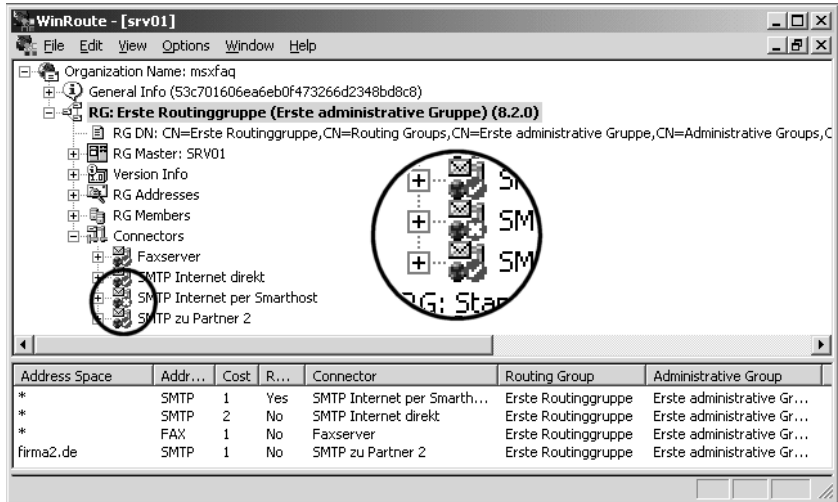 WinRoute - [srv01]
File Edit View Options Window Help
Organization Name: msxfaq
General Info (53c701606ea6eb0f473266d2348bd8c8)
RG: Erste Routinggruppe (Erste administrative Gruppe) (8.2.0)
RG DN: CN=Erste Routinggruppe,CN=Routing Groups,CN=Erste administrative Gruppe,CN=Administrative Groups,C
RG Master: SRV01
Version Info
RG Addresses
RG Members
Connectors
Faxserver
SMTP Internet direkt
SMTP Internet per Smarthost
SMTP zu Partner 2
SM
SM
SM
RG: Star
Address Space Addr... Cost R... Connector Routing Group Administrative Group
* SMTP 1 Yes SMTP Internet per Smarth... Erste Routinggruppe Erste administrative Gr...
* SMTP 2 No SMTP Internet direkt Erste Routinggruppe Erste administrative Gr...
* FAX 1 No Faxserver Erste Routinggruppe Erste administrative Gr...
firma2.de SMTP 1 No SMTP zu Partner 2 Erste Routinggruppe Erste administrative Gr...